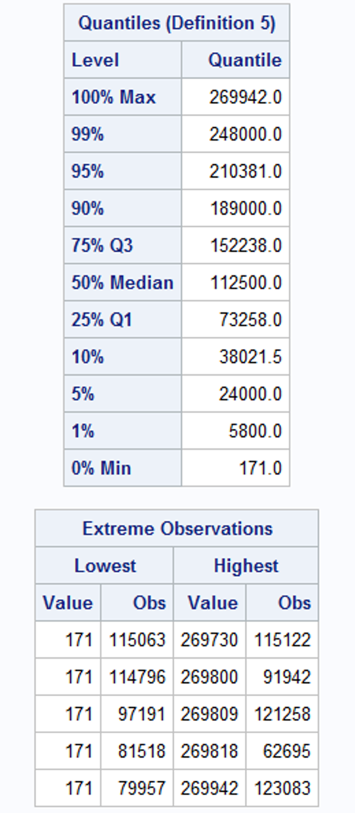 Quantiles (Definition 5)
Level Quantile
100% Max 269942.0
99% 248000.0
95% 210381.0
90% 189000.0
75% Q3 152238.0
50% Median 112500.0
25% Q1 73258.0
10% 38021.5
5% 24000.0
1% 5800.0
0% Min 171.0
Extreme Observations
Lowest Highest
Value Obs Value Obs
171 115063 269730 115122
171 114796 269800 91942
171 97191 269809 121258
171 81518 269818 62695
171 79957 269942 123083